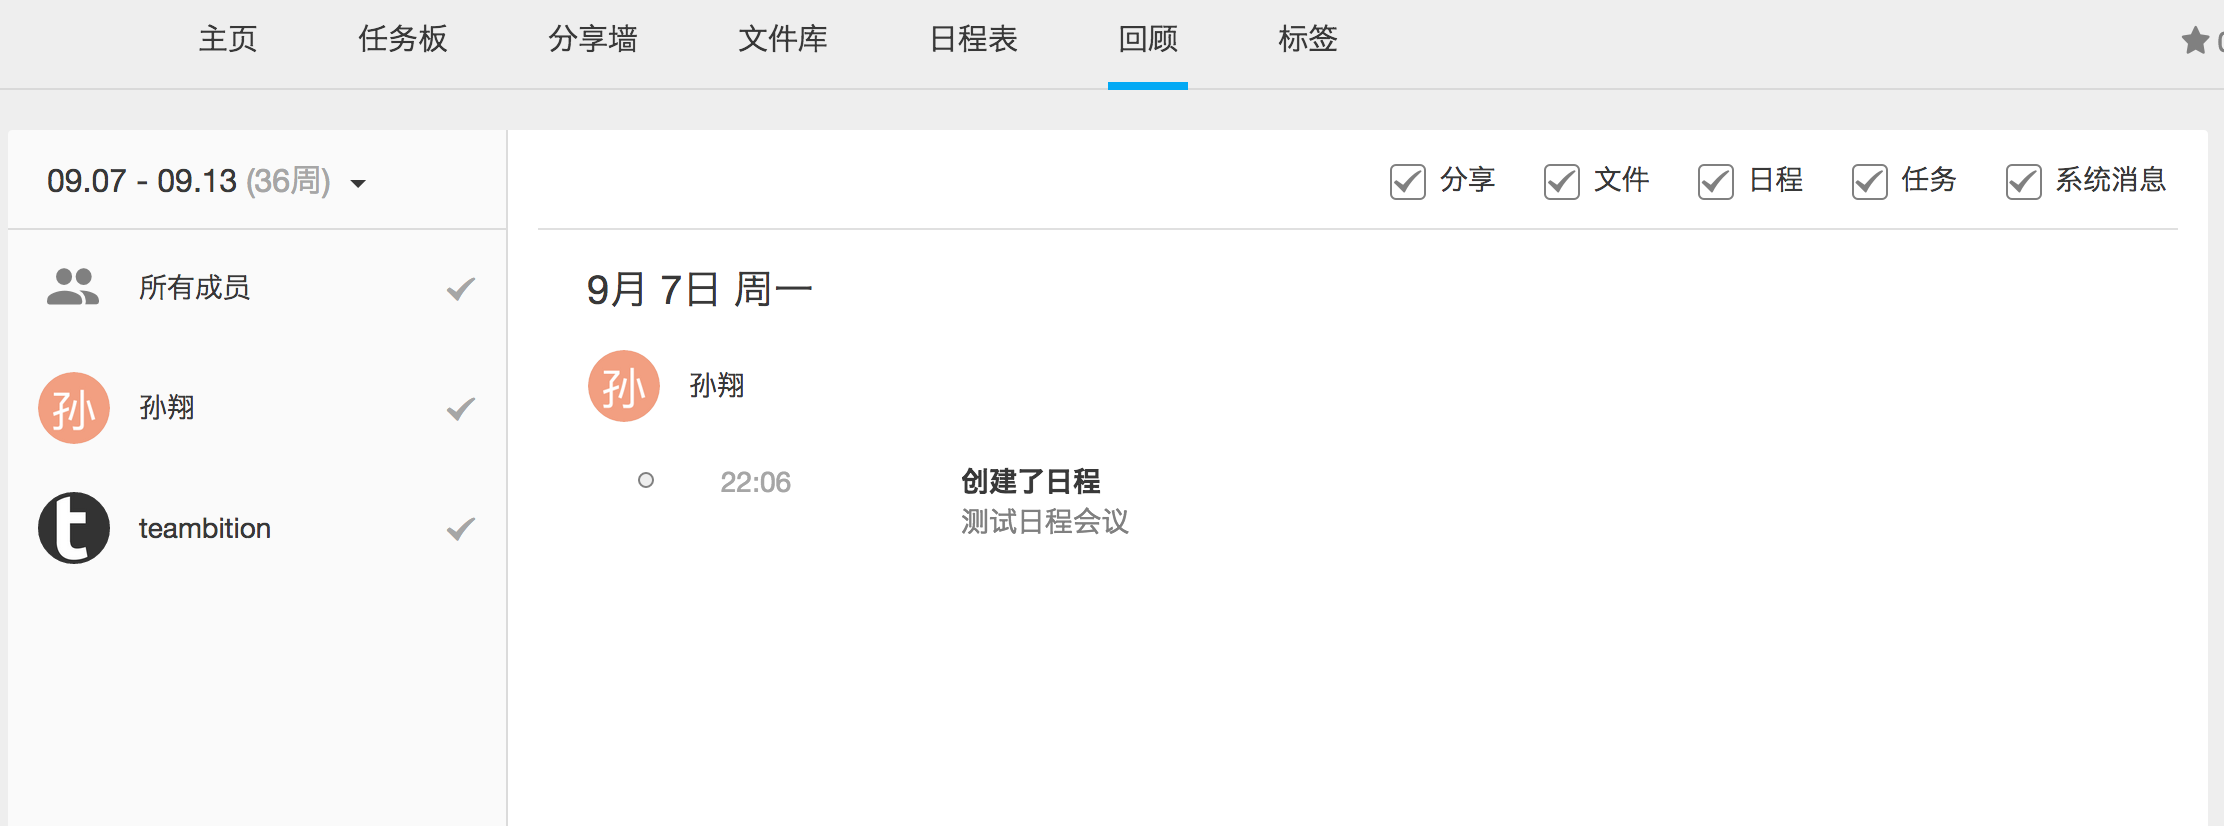 主页 任务板 分享墙 文件库 日程表 回顾 标签
09.07 - 09.13 (36周)
分享 文件 日程 任务 系统消息
所有成员
孙 孙翔
t teambition
9月 7日 周一
孙 孙翔
22:06 创建了日程
测试日程会议